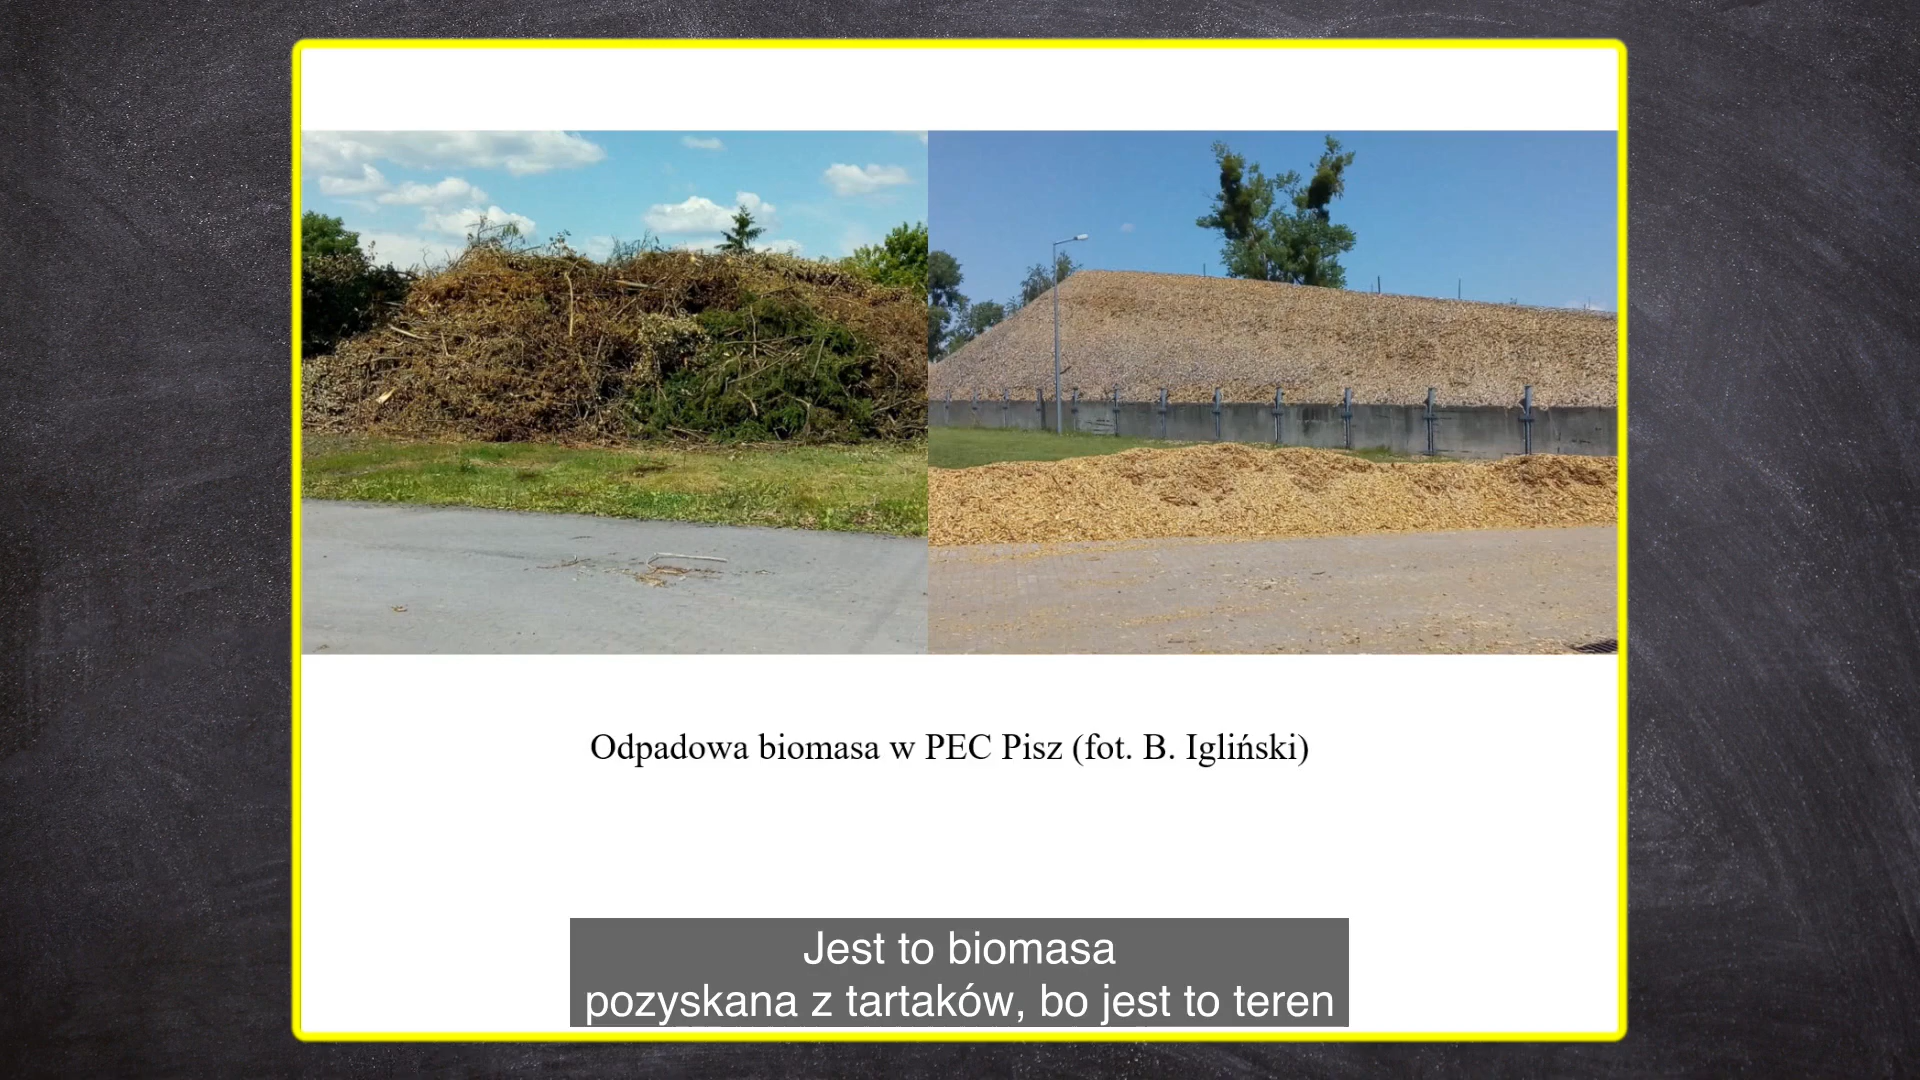 Odpadowa biomasa w PEC Pisz (fot. B. Igliński)
Jest to biomasa
pozyskana z tartaków, bo jest to teren